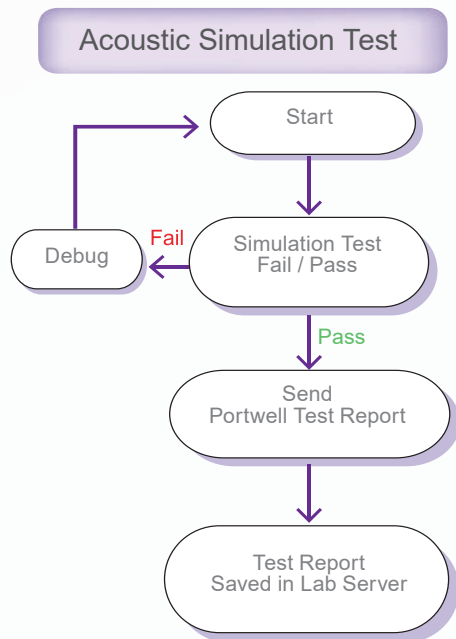 Acoustic Simulation Test
Start
Fail
Debug
Simulation Test
Fail / Pass
Pass
Send
Portwell Test Report
Test Report
Saved in Lab Server